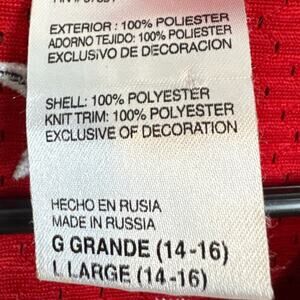 EXTERIOR : 100% POLIESTER
ADORNO TEJIDO: 100% POLIESTER
EXCLUSIVO DE DECORACION
SHELL: 100% POLYESTER
KNIT TRIM: 100% POLYESTER
EXCLUSIVE OF DECORATION
HECHO EN RUSIA
MADE IN RUSSIA
G GRANDE (14-16)
L LARGE (14-16)